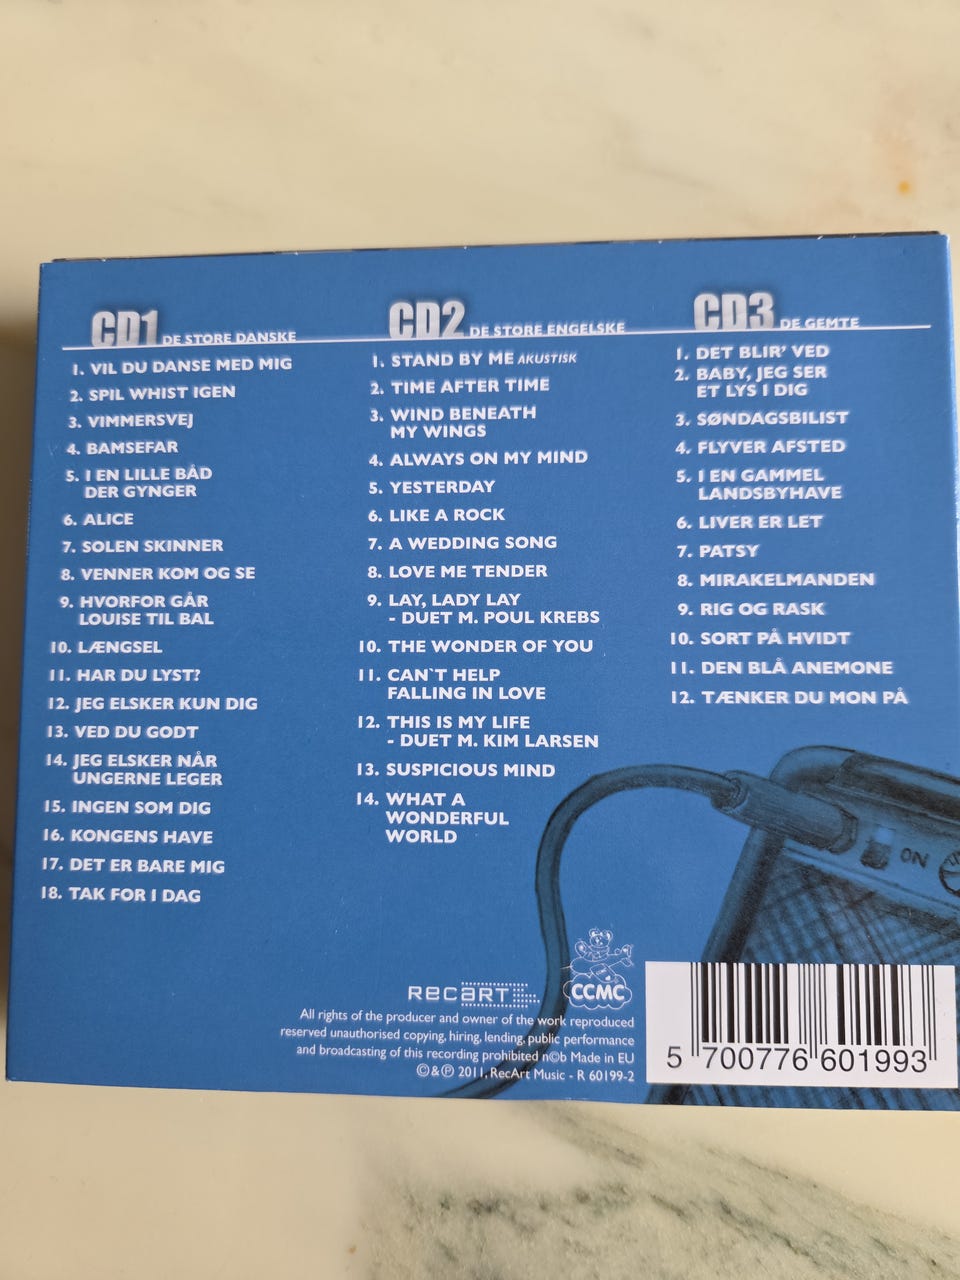 CD1 DE STORE DANSKE
1. VIL DU DANSE MED MIG
2. SPIL WHIST IGEN
3. VIMMERSVEJ
4. BAMSEFAR
5. I EN LILLE BÅD
DER GYNGER
6. ALICE
7. SOLEN SKINNER
8. VENNER KOM OG SE
9. HVORFOR GÅR
LOUISE TIL BAL
10. LÆNGSEL
11. HAR DU LYST?
12. JEG ELSKER KUN DIG
13. VED DU GODT
14. JEG ELSKER NÅR
UNGERNE LEGER
15. INGEN SOM DIG
16. KONGENS HAVE
17. DET ER BARE MIG
18. TAK FOR I DAG
CD2 DE STORE ENGELSKE
1. STAND BY ME AKUSTISK
2. TIME AFTER TIME
3. WIND BENEATH
MY WINGS
4. ALWAYS ON MY MIND
5. YESTERDAY
6. LIKE A ROCK
7. A WEDDING SONG
8. LOVE ME TENDER
9. LAY, LADY LAY
- DUET M. POUL KREBS
10. THE WONDER OF YOU
11. CAN`T HELP
FALLING IN LOVE
12. THIS IS MY LIFE
- DUET M. KIM LARSEN
13. SUSPICIOUS MIND
14. WHAT A
WONDERFUL
WORLD
CD3 DE GEMTE
1. DET BLIR' VED
2. BABY, JEG SER
ET LYS I DIG
3. SØNDAGSBILIST
4. FLYVER AFSTED
5. I EN GAMMEL
LANDSBYHAVE
6. LIVER ER LET
7. PATSY
8. MIRAKELMANDEN
9. RIG OG RASK
10. SORT PÅ HVIDT
11. DEN BLÅ ANEMONE
12. TÆNKER DU MON PÅ
ON
RECART
CCMC
All rights of the producer and owner of the work reproduced
reserved unauthorised copying, hiring, lending, public performance
and broadcasting of this recording prohibited n©b Made in EU
© & ℗ 2011, RecArt Music - R 60199-2
5 700776 601993